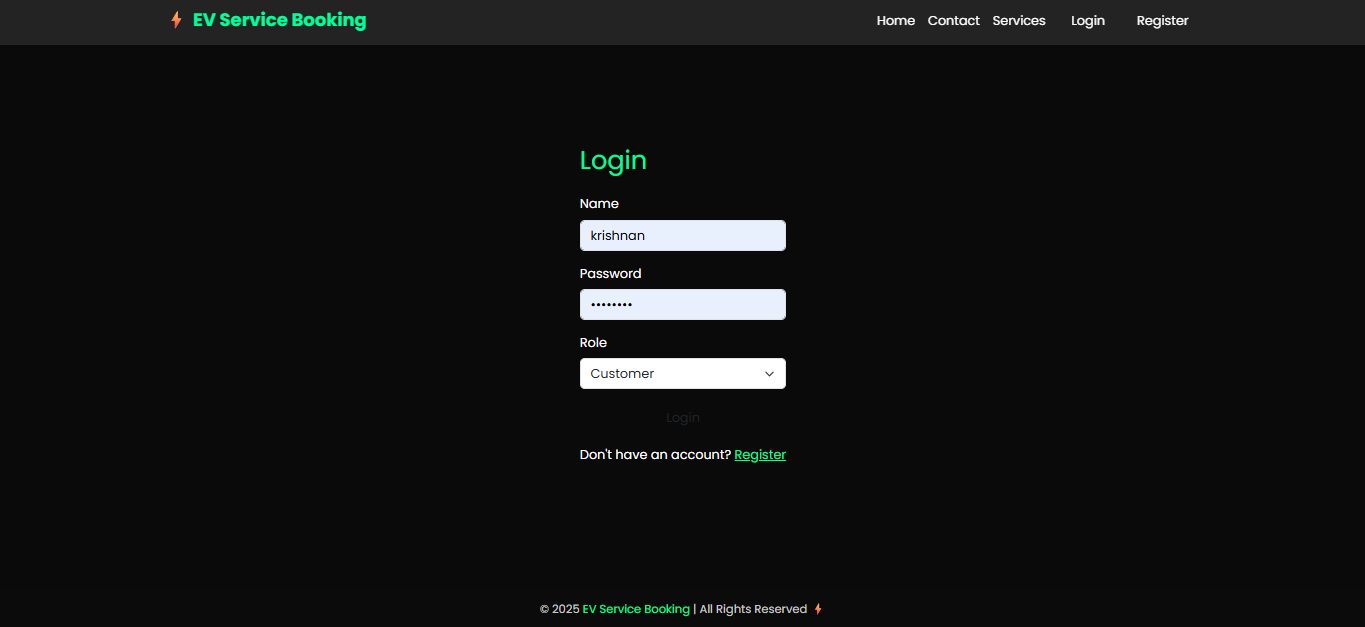 EV Service Booking
Home Contact Services Login Register
Login
Name
krishnan
Password
••••••••
Role
Customer
Login
Don't have an account? Register
© 2025 EV Service Booking | All Rights Reserved